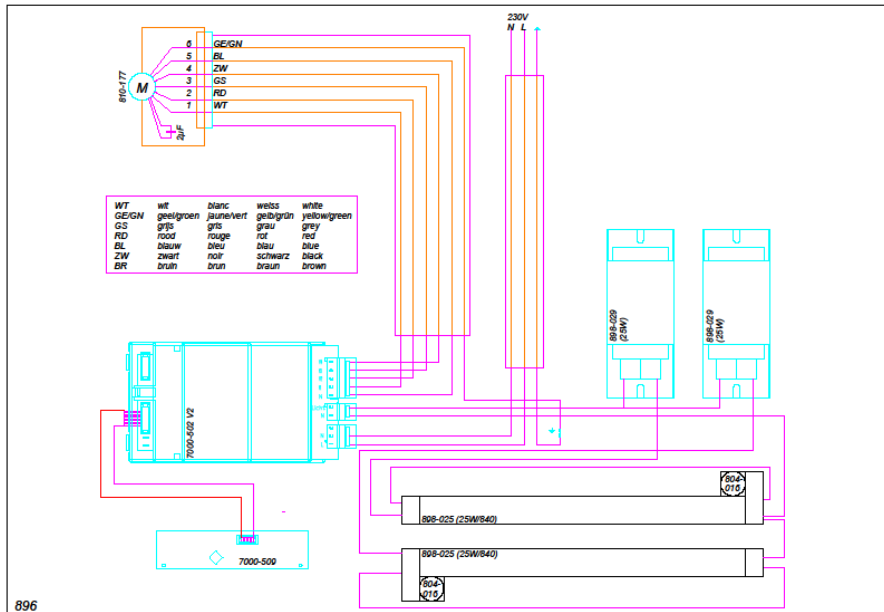 230V
N L
6 GE/GN
5 BL
4 ZW
3 GS
2 RD
1 WT
810-177
M
2µF
WT wit blanc weiss white
GE/GN geel/groen jaune/vert gelb/grün yellow/green
GS grijs gris grau grey
RD rood rouge rot red
BL blauw bleu blau blue
ZW zwart noir schwarz black
BR bruin brun braun brown
898-029
(25W)
898-029
(25W)
7000-502 V2
804-
016
898-025 (25W/840)
898-025 (25W/840)
804-
016
7000-509
896